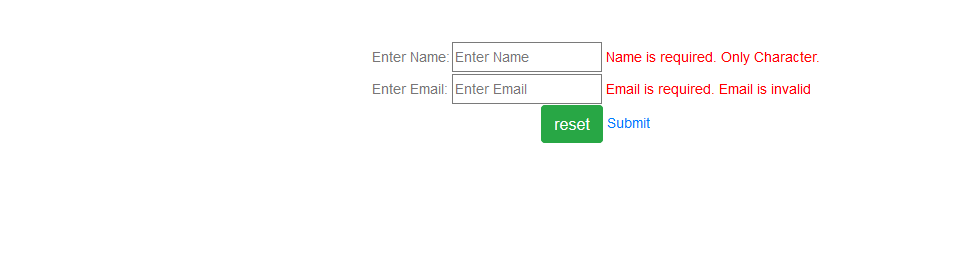 Enter Name: Enter Name Name is required. Only Character.
Enter Email: Enter Email Email is required. Email is invalid
reset Submit